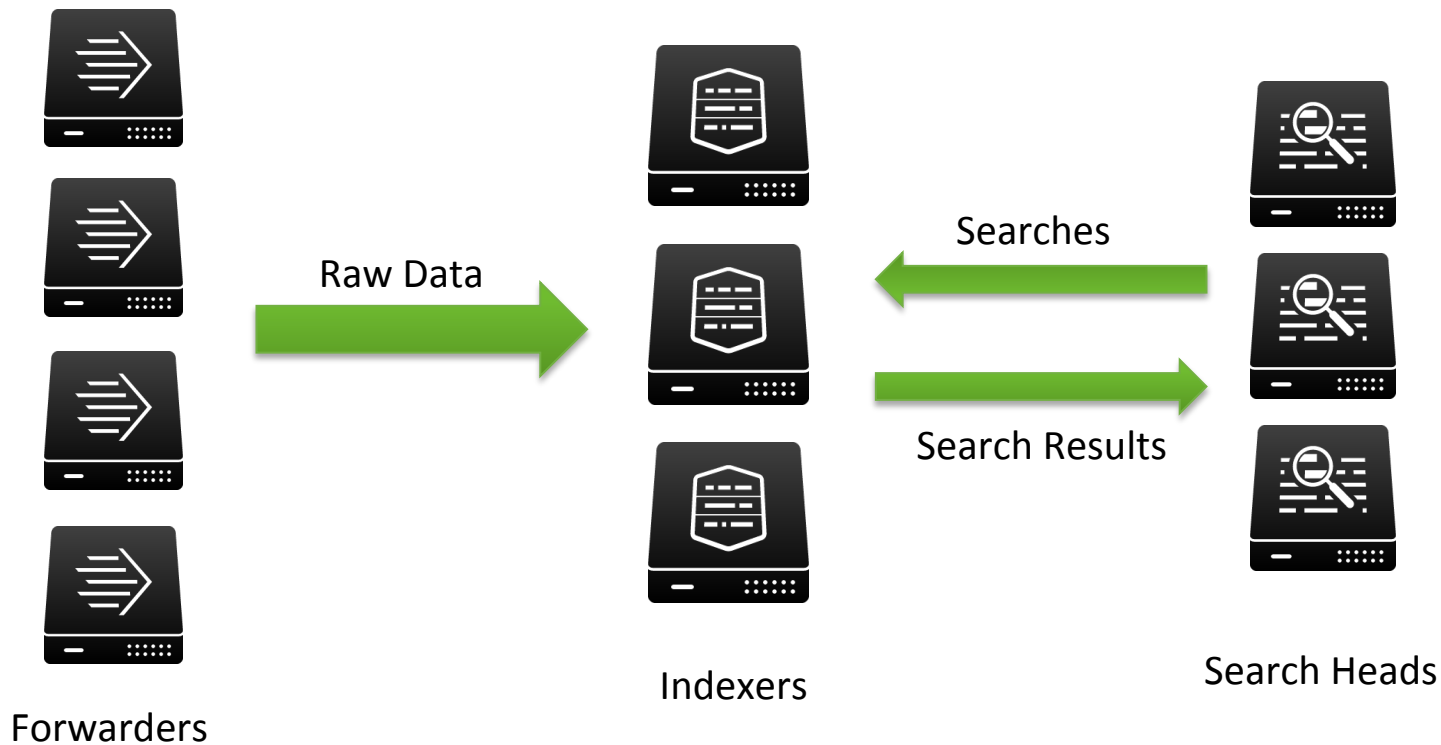 Raw Data
Searches
Search Results
Forwarders
Indexers
Search Heads